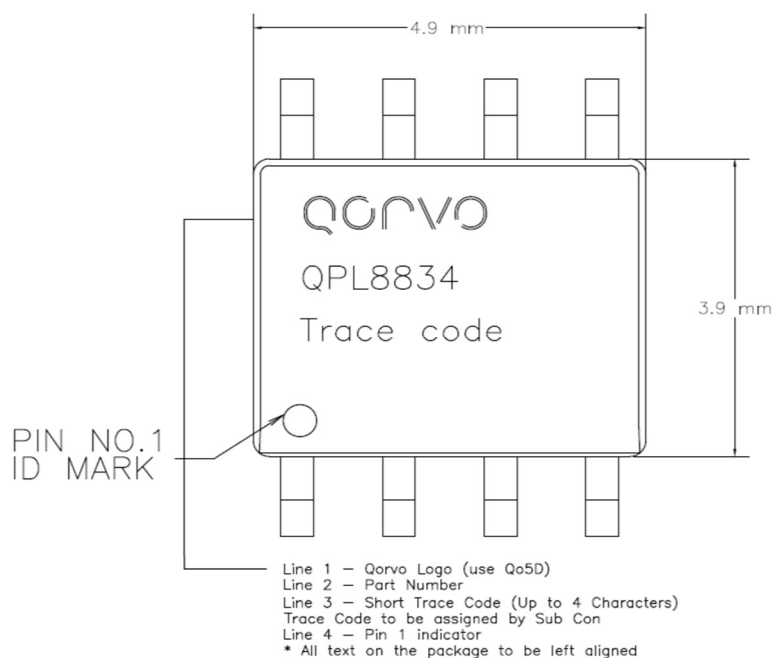 4.9 mm
QORVO
QPL8834
Trace code
3.9 mm
PIN NO.1
ID MARK
Line 1 – Qorvo Logo (use Qo5D)
Line 2 – Part Number
Line 3 – Short Trace Code (Up to 4 Characters)
Trace Code to be assigned by Sub Con
Line 4 – Pin 1 indicator
* All text on the package to be left aligned